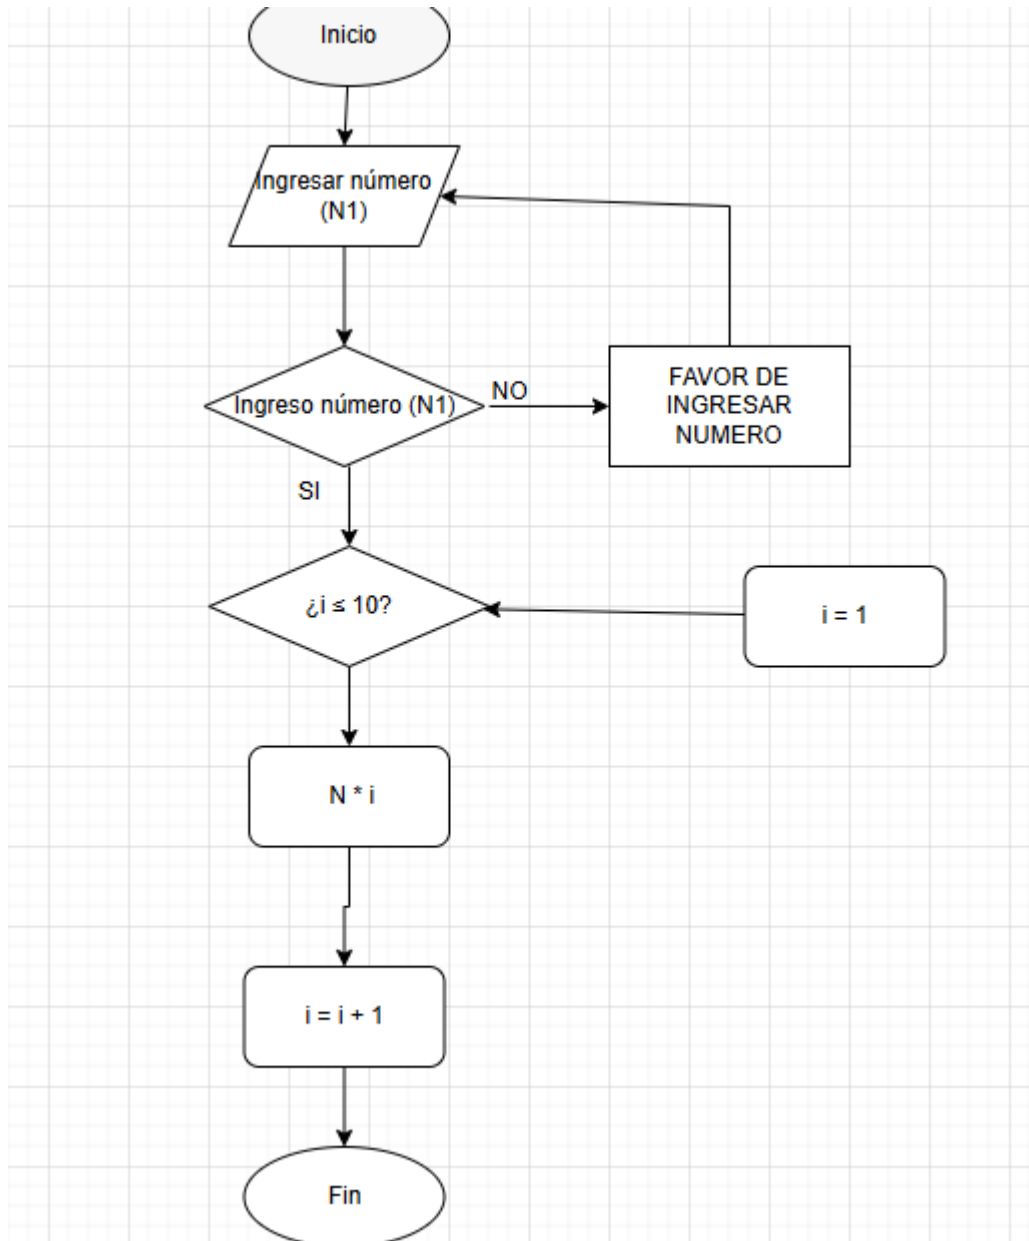 Inicio
Ingresar número
(N1)
Ingreso número (N1)
NO
FAVOR DE
INGRESAR
NUMERO
SI
¿i ≤ 10?
i = 1
N * i
i = i + 1
Fin